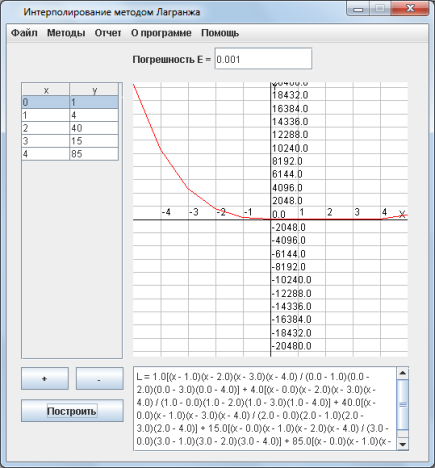 Интерполирование методом Лагранжа
Файл Методы Отчет О программе Помощь
Погрешность E = 0.001
x y
0 1
1 4
2 40
3 15
4 85
18432.0
16384.0
14336.0
12288.0
10240.0
8192.0
6144.0
4096.0
2048.0
-4 -3 -2 -1 0.0 1 2 3 4 X
-2048.0
-4096.0
-6144.0
-8192.0
-10240.0
-12288.0
-14336.0
-16384.0
-18432.0
-20480.0
+ -
Построить
L = 1.0[(x - 1.0)(x - 2.0)(x - 3.0)(x - 4.0) / (0.0 - 1.0)(0.0 -
2.0)(0.0 - 3.0)(0.0 - 4.0)] + 4.0[(x - 0.0)(x - 2.0)(x - 3.0)(x -
4.0) / (1.0 - 0.0)(1.0 - 2.0)(1.0 - 3.0)(1.0 - 4.0)] + 40.0[(x -
0.0)(x - 1.0)(x - 3.0)(x - 4.0) / (2.0 - 0.0)(2.0 - 1.0)(2.0 -
3.0)(2.0 - 4.0)] + 15.0[(x - 0.0)(x - 1.0)(x - 2.0)(x - 4.0) / (3.0 -
0.0)(3.0 - 1.0)(3.0 - 2.0)(3.0 - 4.0)] + 85.0[(x - 0.0)(x - 1.0)(x -